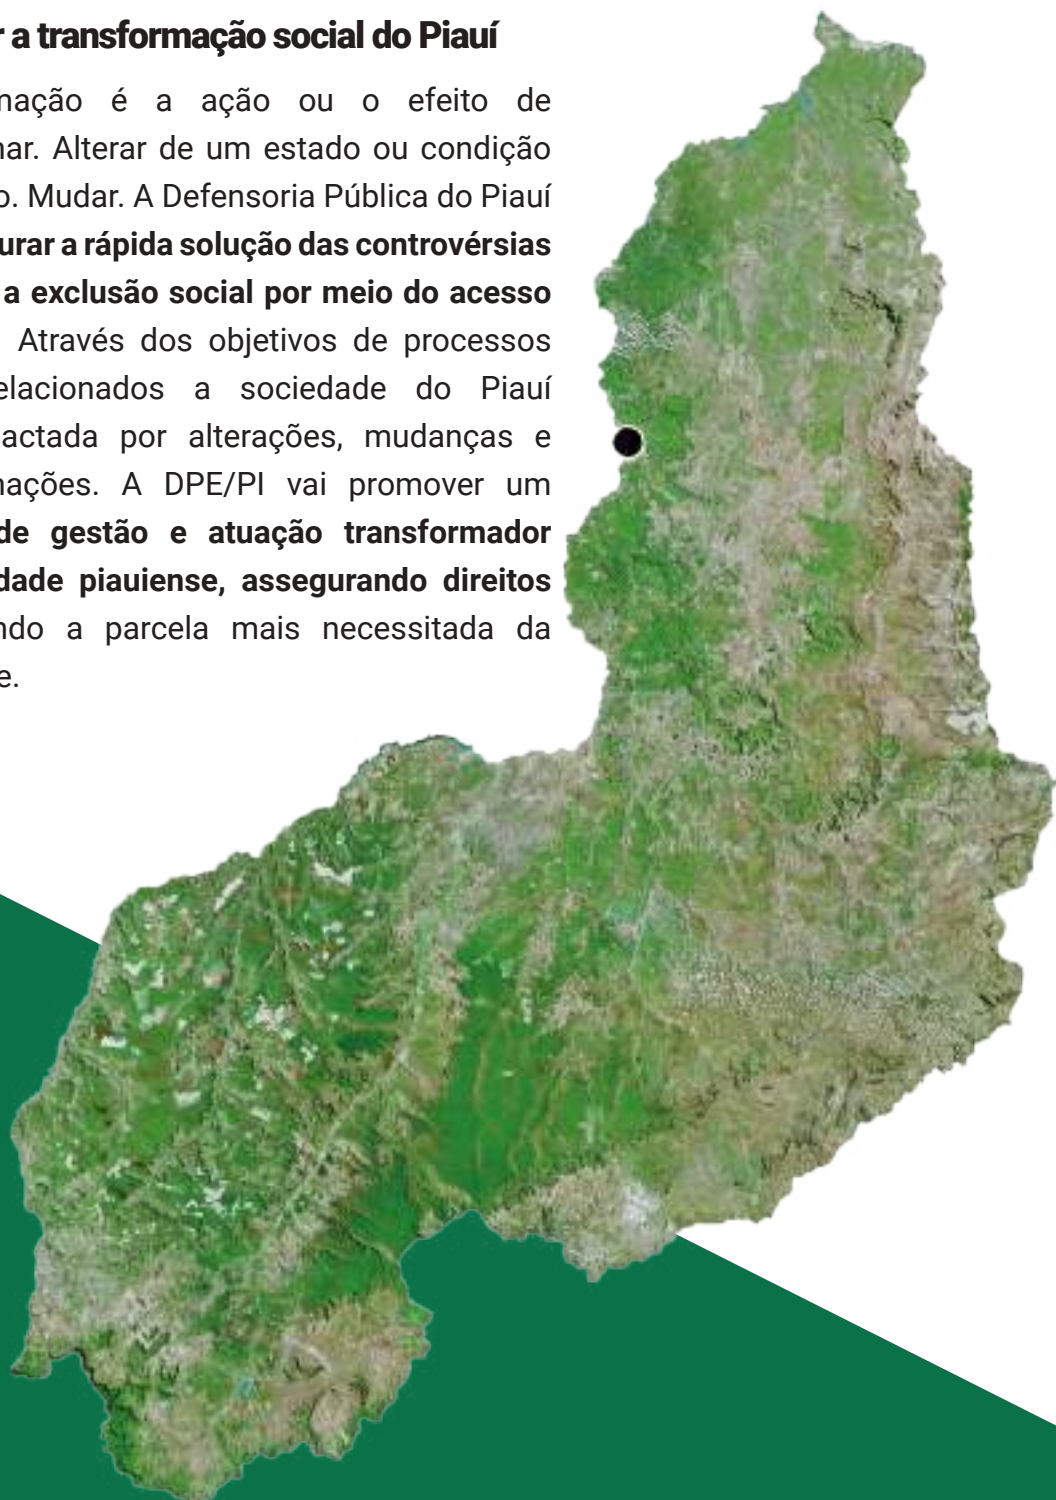 r a transformação social do Piauí
mação é a ação ou o efeito de
nar. Alterar de um estado ou condição
o. Mudar. A Defensoria Pública do Piauí
urar a rápida solução das controvérsias
a exclusão social por meio do acesso
Através dos objetivos de processos
elacionados a sociedade do Piauí
actada por alterações, mudanças e
nações. A DPE/PI vai promover um
de gestão e atuação transformador
dade piauiense, assegurando direitos
ndo a parcela mais necessitada da
e.